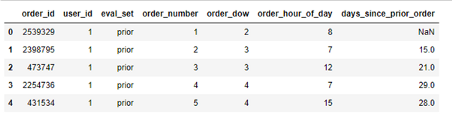 order_id user_id eval_set order_number order_dow order_hour_of_day days_since_prior_order
0 2539329 1 prior 1 2 8 NaN
1 2398795 1 prior 2 3 7 15.0
2 473747 1 prior 3 3 12 21.0
3 2254736 1 prior 4 4 7 29.0
4 431534 1 prior 5 4 15 28.0